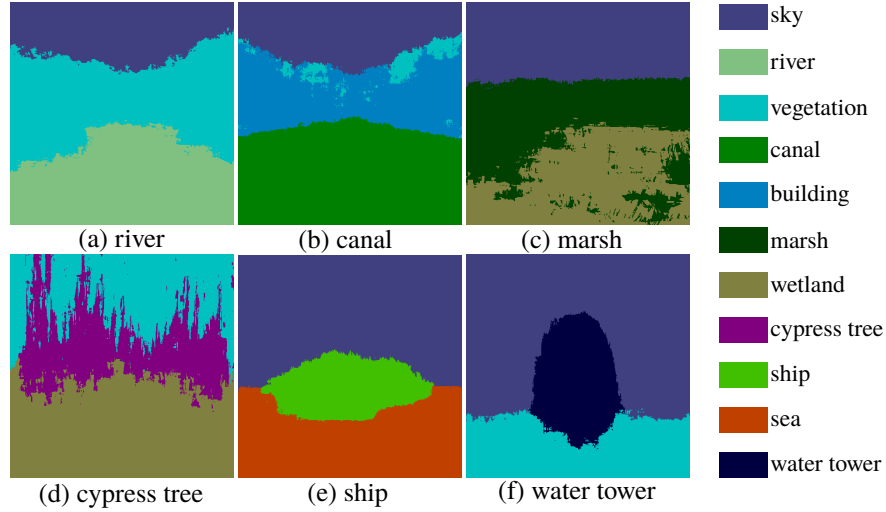 (a) river
(b) canal
(c) marsh
(d) cypress tree
(e) ship
(f) water tower
sky
river
vegetation
canal
building
marsh
wetland
cypress tree
ship
sea
water tower